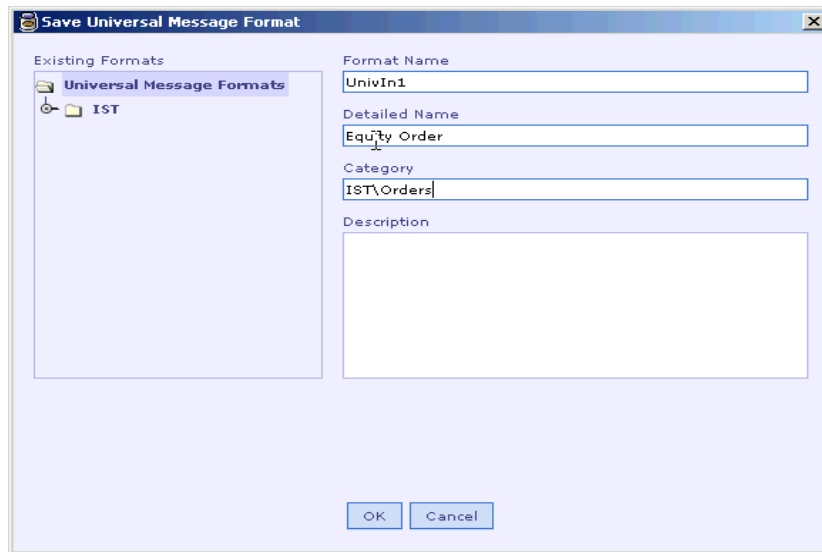 Save Universal Message Format
Existing Formats
Universal Message Formats
IST
Format Name
UnivIn1
Detailed Name
Equity Order
Category
IST\Orders
Description
OK
Cancel